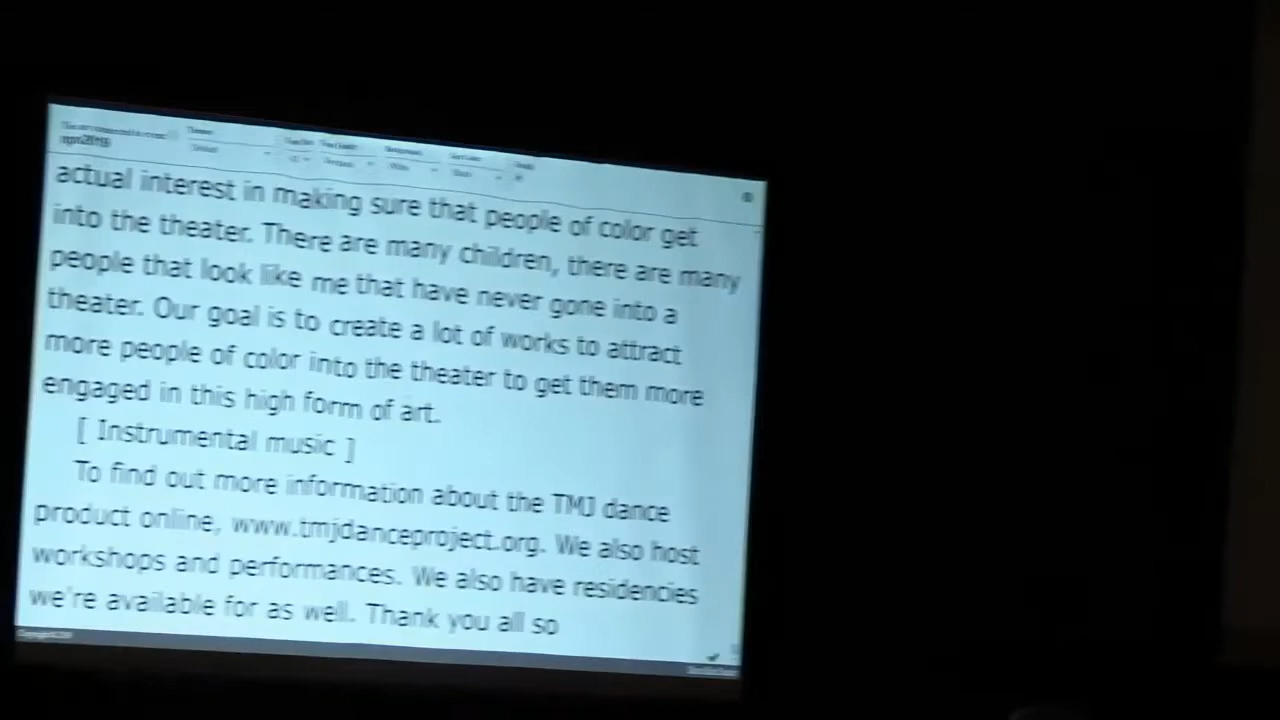 npn2019
actual interest in making sure that people of color get
into the theater. There are many children, there are many
people that look like me that have never gone into a
theater. Our goal is to create a lot of works to attract
more people of color into the theater to get them more
engaged in this high form of art.
[ Instrumental music ]
To find out more information about the TMJ dance
product online, www.tmjdanceproject.org. We also host
workshops and performances. We also have residencies
we're available for as well. Thank you all so